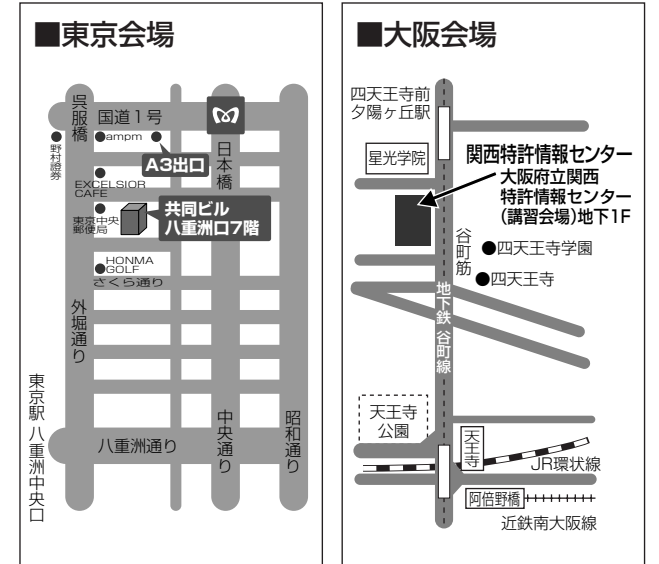 ■東京会場
呉服橋
国道1号
野村證券
ampm
A3出口
日本橋
EXCELSIOR
CAFE
東京中央
郵便局
共同ビル
八重洲口7階
HONMA
GOLF
さくら通り
外堀通り
東京駅 八重洲中央口
八重洲通り
中央通り
昭和通り
■大阪会場
四天王寺前
夕陽ヶ丘駅
星光学院
関西特許情報センター
大阪府立関西
特許情報センター
(講習会場)地下1F
谷町筋
●四天王寺学園
●四天王寺
地下鉄 谷町線
天王寺
公園
天王寺
JR環状線
阿倍野橋
近鉄南大阪線